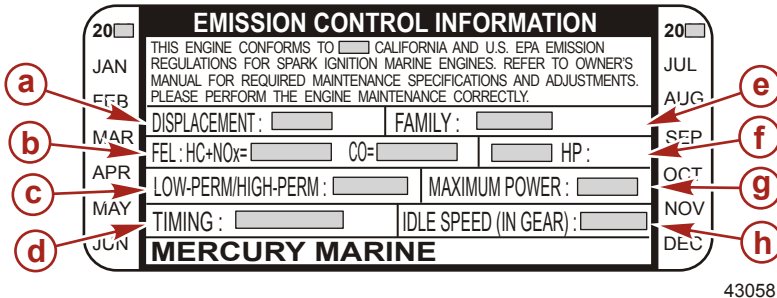 EMISSION CONTROL INFORMATION
THIS ENGINE CONFORMS TO CALIFORNIA AND U.S. EPA EMISSION
REGULATIONS FOR SPARK IGNITION MARINE ENGINES. REFER TO OWNER'S
MANUAL FOR REQUIRED MAINTENANCE SPECIFICATIONS AND ADJUSTMENTS.
PLEASE PERFORM THE ENGINE MAINTENANCE CORRECTLY.
DISPLACEMENT : FAMILY :
FEL : HC+NOx= CO= HP :
LOW-PERM/HIGH-PERM : MAXIMUM POWER :
TIMING : IDLE SPEED (IN GEAR) :
MERCURY MARINE
20
JAN
FEB
MAR
APR
MAY
JUN
20
JUL
AUG
SEP
OCT
NOV
DEC
a
b
c
d
e
f
g
h
43058